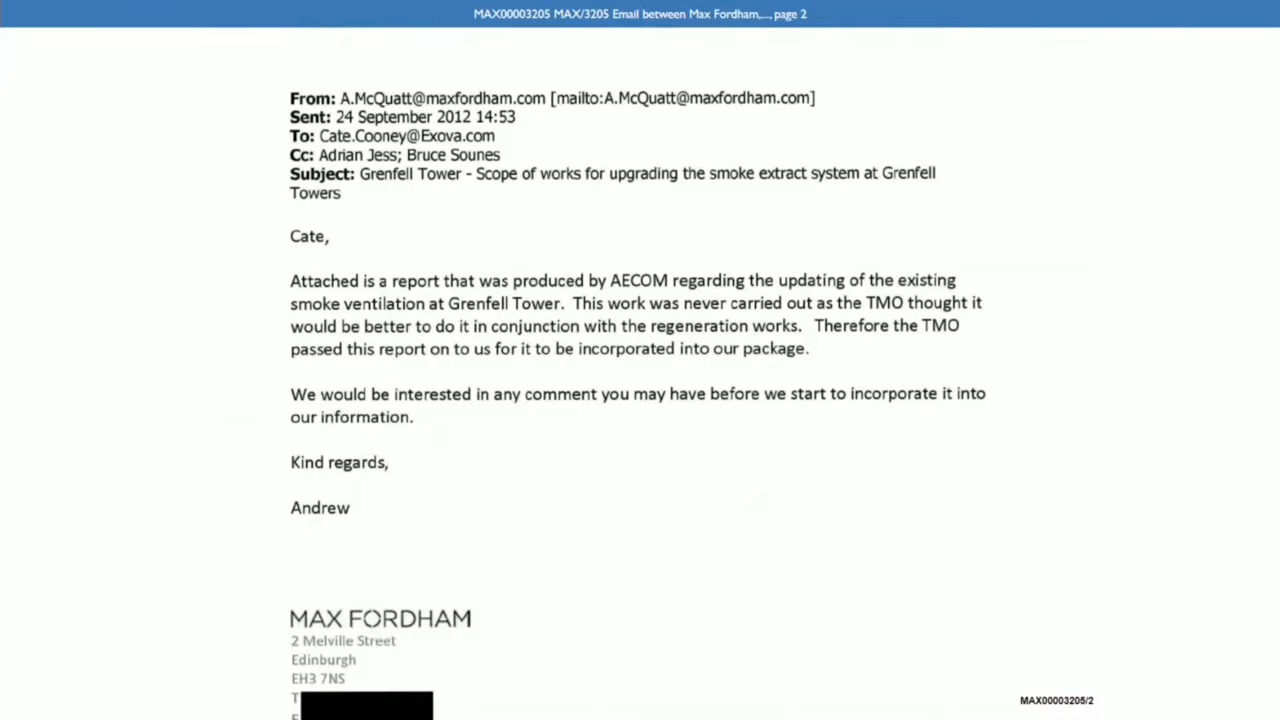 MAX00003205 MAX/3205 Email between Max Fordham,..., page 2
From: A.McQuatt@maxfordham.com [mailto:A.McQuatt@maxfordham.com]
Sent: 24 September 2012 14:53
To: Cate.Cooney@Exova.com
Cc: Adrian Jess; Bruce Sounes
Subject: Grenfell Tower - Scope of works for upgrading the smoke extract system at Grenfell
Towers
Cate,
Attached is a report that was produced by AECOM regarding the updating of the existing
smoke ventilation at Grenfell Tower.  This work was never carried out as the TMO thought it
would be better to do it in conjunction with the regeneration works.   Therefore the TMO
passed this report on to us for it to be incorporated into our package.
We would be interested in any comment you may have before we start to incorporate it into
our information.
Kind regards,
Andrew
MAX FORDHAM
2 Melville Street
Edinburgh
EH3 7NS
T
MAX00003205/2